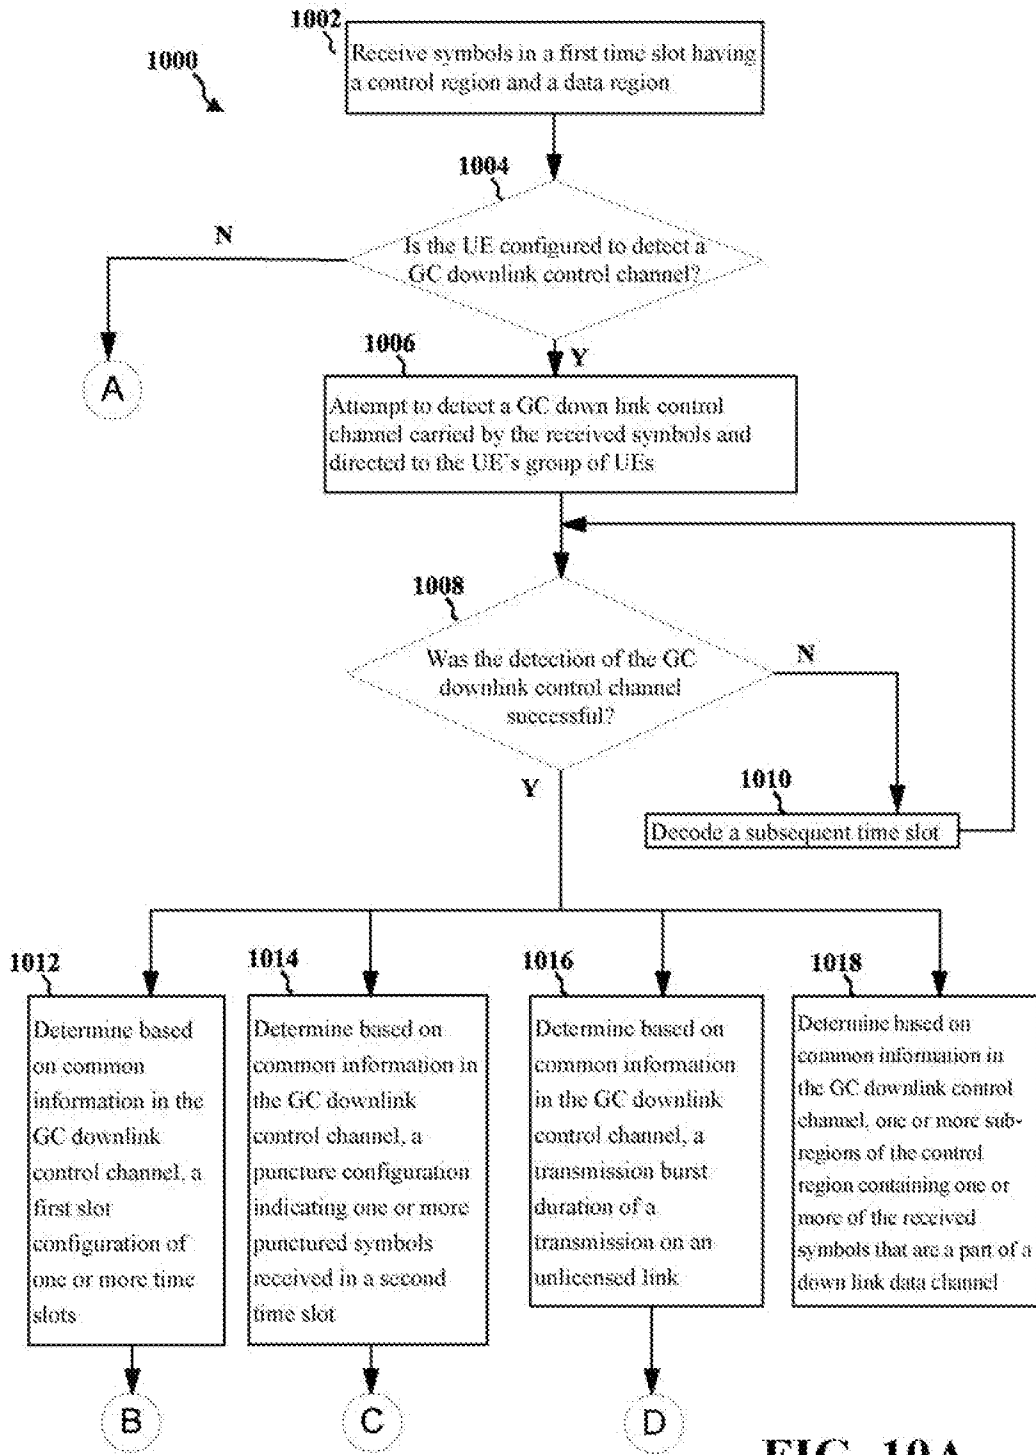 1002
Receive symbols in a first time slot having
a control region and a data region
1000
1004
Is the UE configured to detect a
GC downlink control channel?
N
A
Y
1006
Attempt to detect a GC down link control
channel carried by the received symbols and
directed to the UE's group of UEs
1008
Was the detection of the GC
downlink control channel
successful?
N
Y
1010
Decode a subsequent time slot
1012
Determine based
on common
information in the
GC downlink
control channel, a
first slot
configuration of
one or more time
slots
B
1014
Determine based on
common information in
the GC downlink
control channel, a
puncture configuration
indicating one or more
punctured symbols
received in a second
time slot
C
1016
Determine based on
common information
in the GC downlink
control channel, a
transmission burst
duration of a
transmission on an
unlicensed link
D
1018
Determine based on
common information in
the GC downlink control
channel, one or more sub-
regions of the control
region containing one or
more of the received
symbols that are a part of a
down link data channel
FIG. 10A